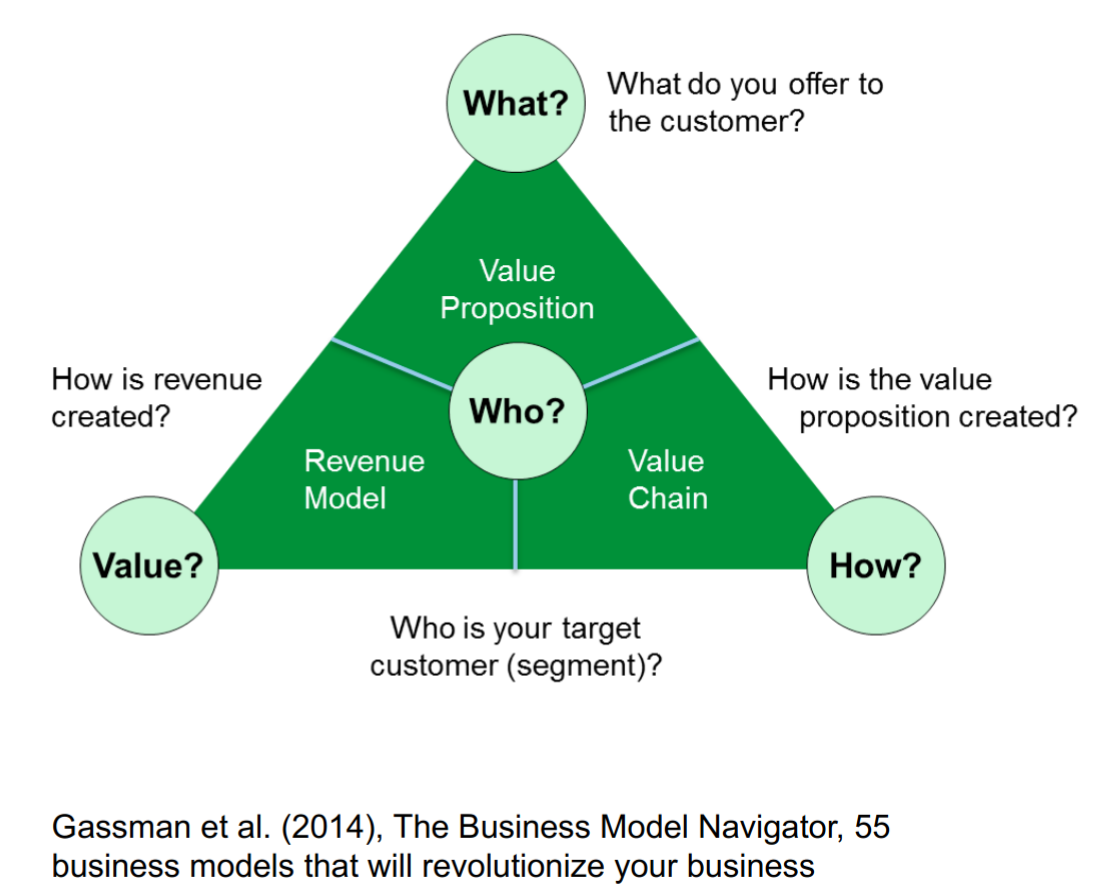 What?
What do you offer to
the customer?
Value
Proposition
How is revenue
created?
Who?
How is the value
proposition created?
Revenue
Model
Value
Chain
Value?
How?
Who is your target
customer (segment)?
Gassman et al. (2014), The Business Model Navigator, 55
business models that will revolutionize your business